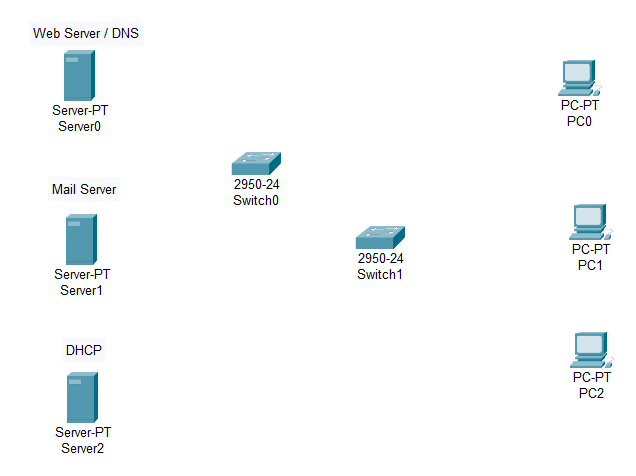 Web Server / DNS
Server-PT
Server0
PC-PT
PC0
2950-24
Switch0
Mail Server
Server-PT
Server1
2950-24
Switch1
PC-PT
PC1
DHCP
Server-PT
Server2
PC-PT
PC2